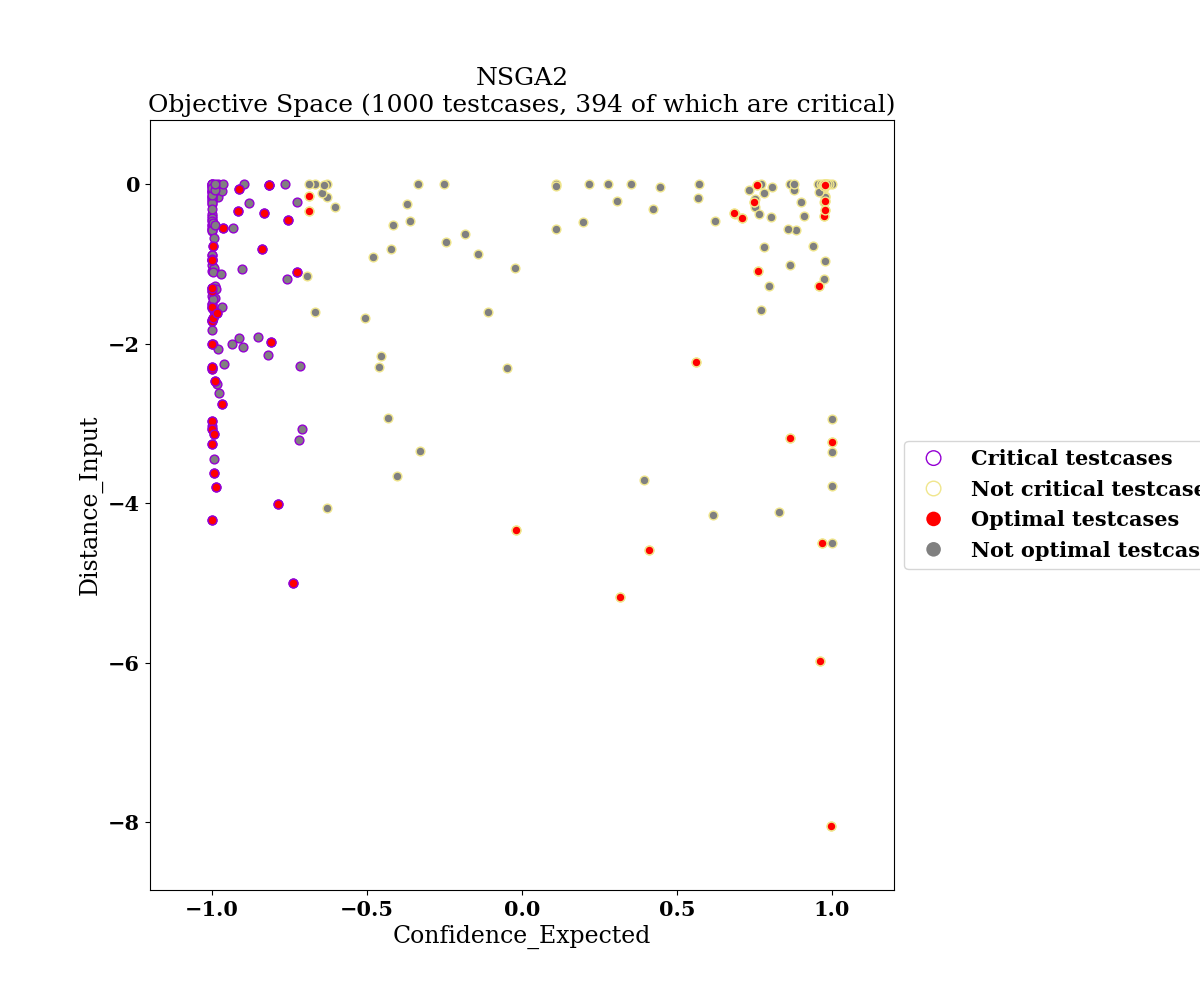 NSGA2
Objective Space (1000 testcases, 394 of which are critical)
0
−2
−4
−6
−8
Distance_Input
−1.0
−0.5
0.0
0.5
1.0
Confidence_Expected
Critical testcases
Not critical testcase
Optimal testcases
Not optimal testcas